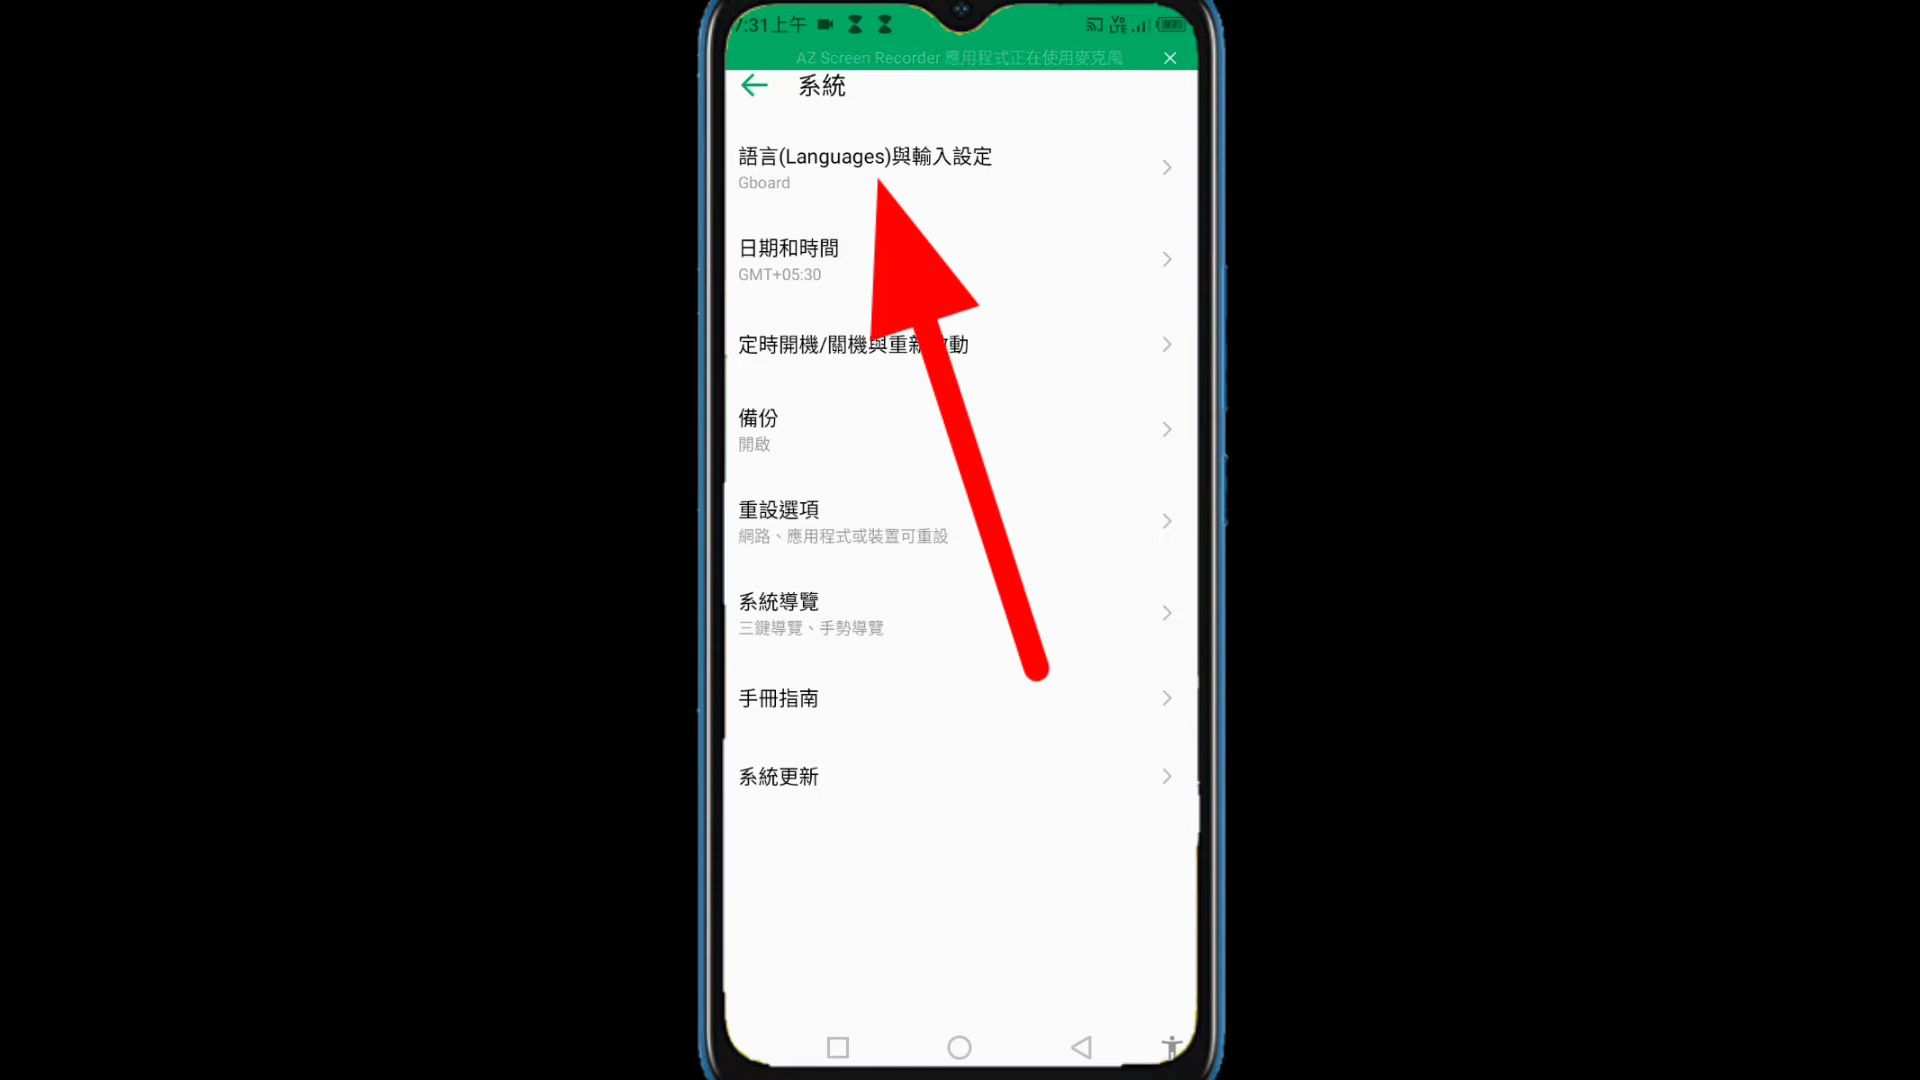 7:31上午
AZ Screen Recorder 應用程式正在使用麥克風
系統
語言(Languages)與輸入設定
Gboard
日期和時間
GMT+05:30
定時開機/關機與重新啟動
備份
開啟
重設選項
網路、應用程式或裝置可重設
系統導覽
三鍵導覽、手勢導覽
手冊指南
系統更新